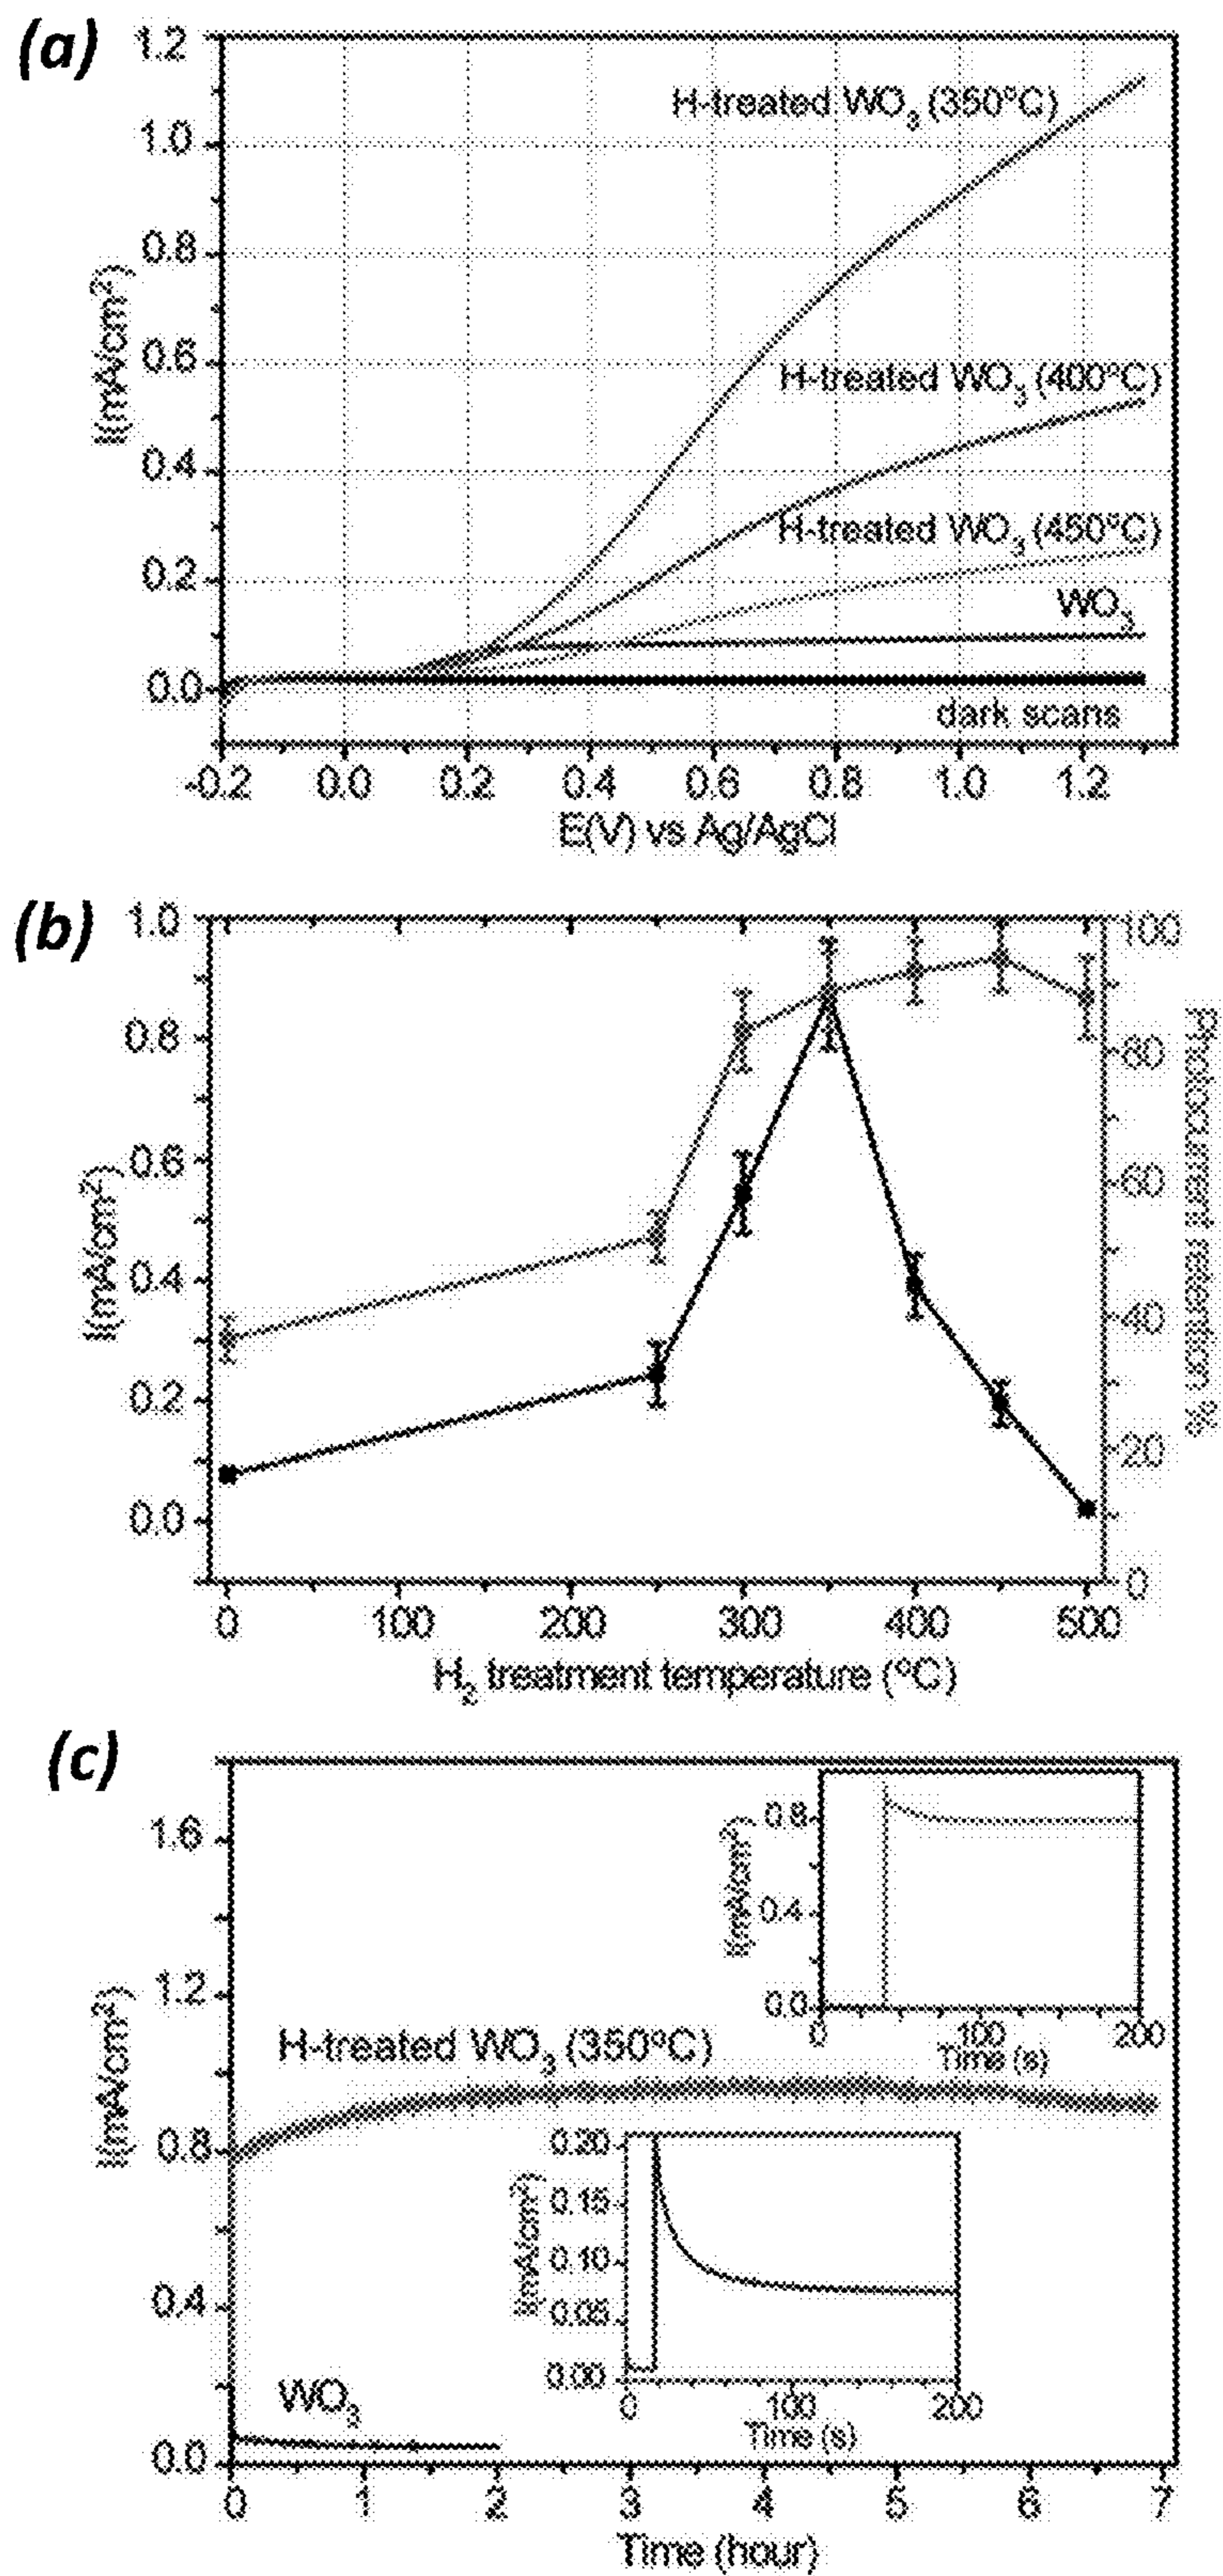 (a)
1.2
1.0
0.8
0.6
0.4
0.2
0.0
I(mA/cm²)
H-treated WO₃ (350°C)
H-treated WO₃ (400°C)
H-treated WO₃ (450°C)
WO₃
dark scans
-0.2 0.0 0.2 0.4 0.6 0.8 1.0 1.2
E(V) vs Ag/AgCl
(b)
1.0
0.8
0.6
0.4
0.2
0.0
I(mA/cm²)
100
80
60
40
20
0
Photocurrent retention %
0 100 200 300 400 500
H₂ treatment temperature (°C)
(c)
1.6
1.2
0.8
0.4
0.0
I(mA/cm²)
0.8
0.4
0.0
I(mA/cm²)
0 100 200
Time (s)
H-treated WO₃ (350°C)
0.20
0.15
0.10
0.05
0.00
I(mA/cm²)
0 100 200
Time (s)
WO₃
0 1 2 3 4 5 6 7
Time (hour)